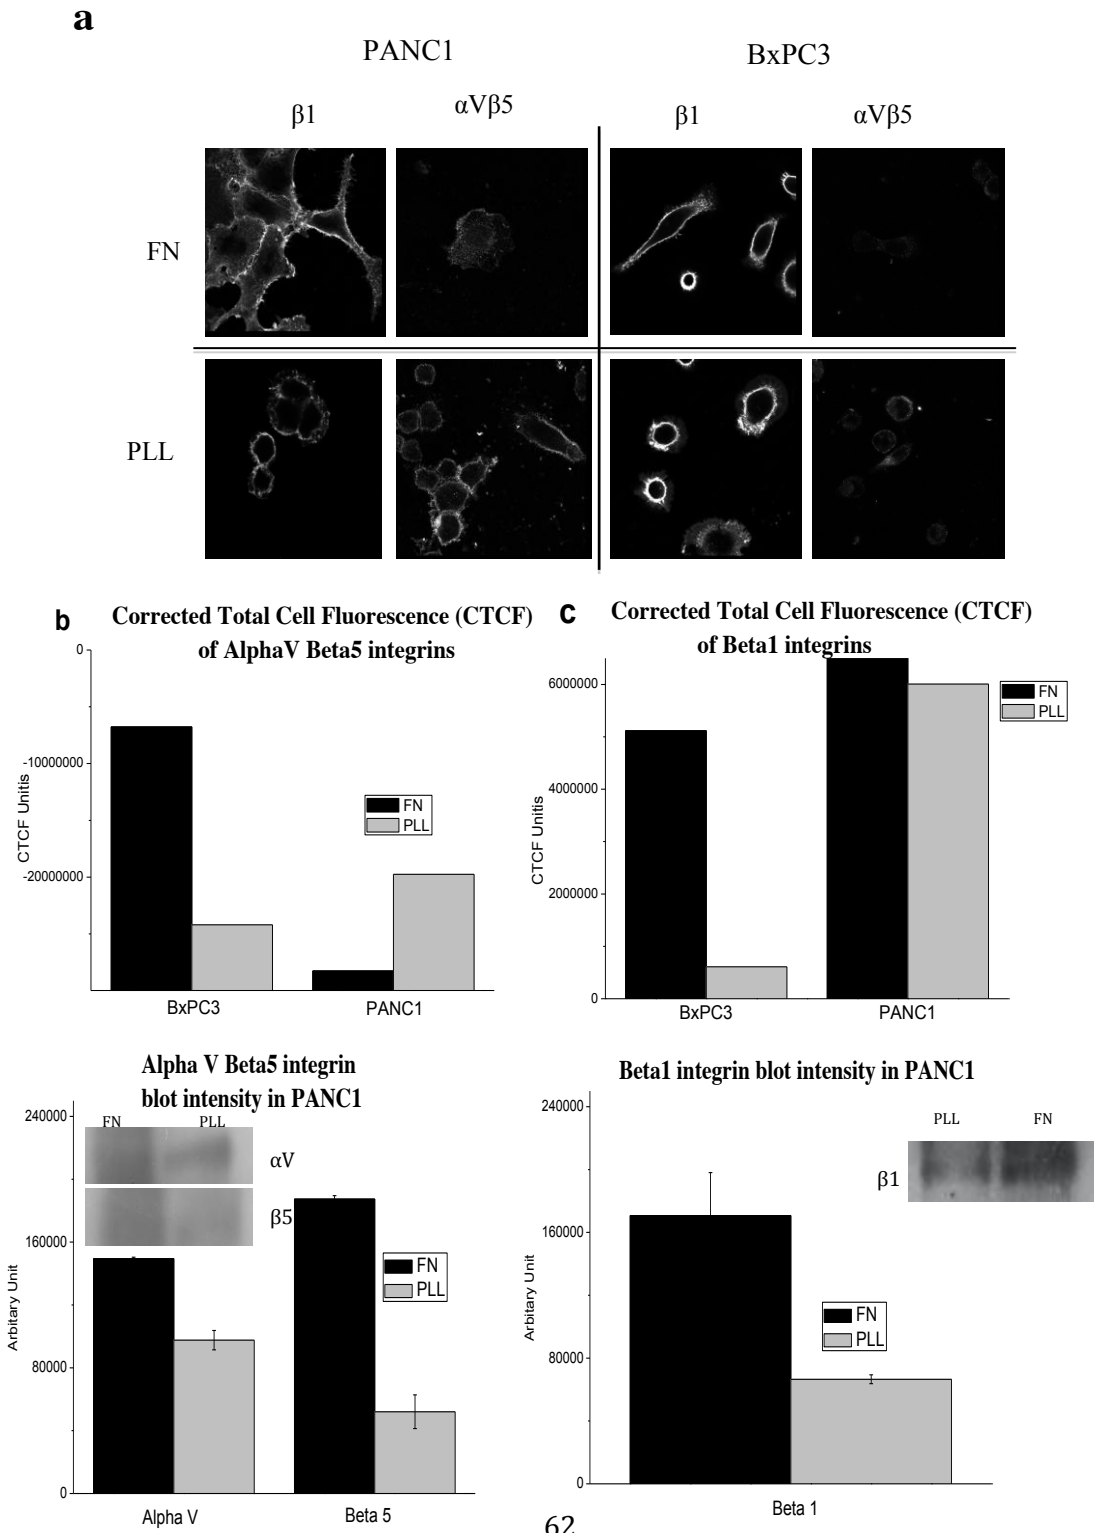 a
PANC1
BxPC3
β1
αVβ5
β1
αVβ5
FN
PLL
b
Corrected Total Cell Fluorescence (CTCF)
of AlphaV Beta5 integrins
0
-10000000
-20000000
CTCF Unitis
FN
PLL
BxPC3
PANC1
c
Corrected Total Cell Fluorescence (CTCF)
of Beta1 integrins
6000000
4000000
2000000
0
CTCF Unitis
FN
PLL
BxPC3
PANC1
Alpha V Beta5 integrin
blot intensity in PANC1
240000
160000
80000
0
Arbitary Unit
FN
PLL
αV
β5
FN
PLL
Alpha V
Beta 5
Beta1 integrin blot intensity in PANC1
240000
160000
80000
0
Arbitary Unit
PLL
FN
β1
FN
PLL
Beta 1
62